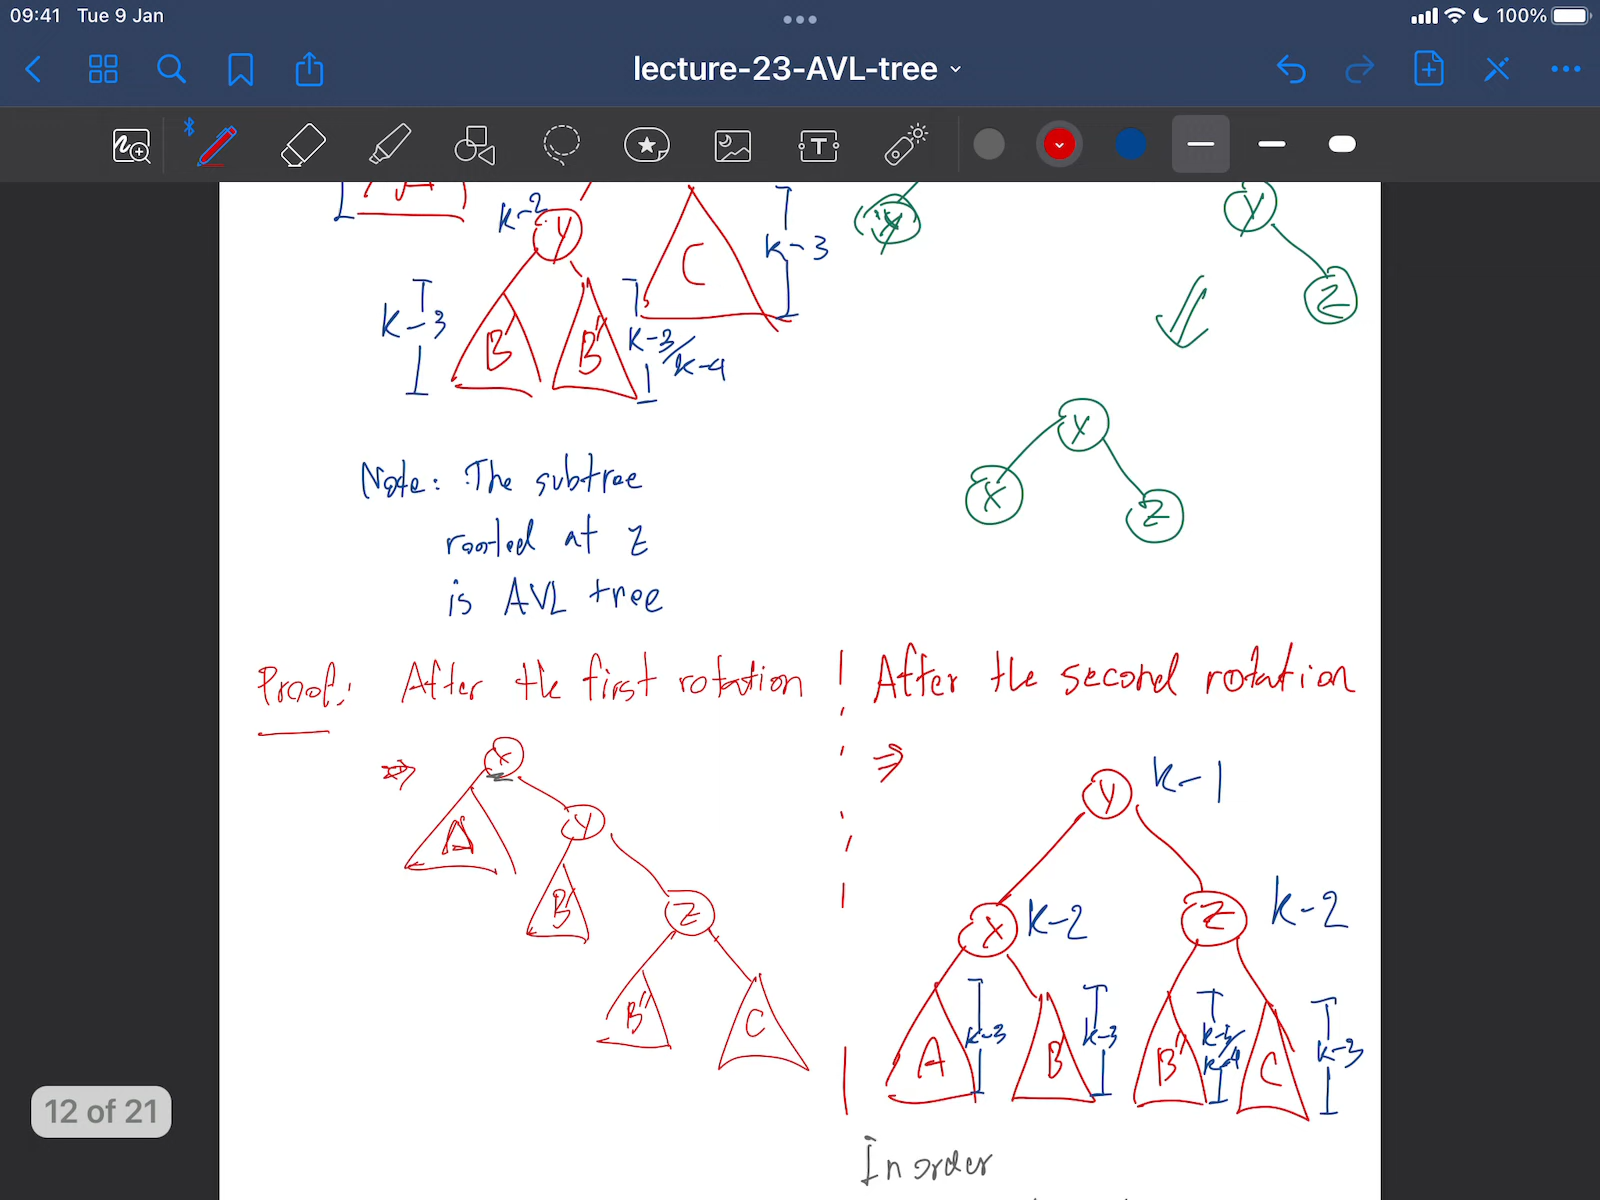 09:41 Tue 9 Jan
100%
lecture-23-AVL-tree
T
k-2
Y
C
k-3
Y
Z
k-3
B'
B"
k-3/k-4
Y
X
Z
Note: The subtree
rooted at Z
is AVL tree
Proof: After the first rotation
After the second rotation
⇒
X
A
Y
B'
Z
B"
C
⇒
Y
k-1
X
k-2
Z
k-2
A
k-3
B
k-3
B"
k-3/k-4
C
k-3
12 of 21
In order